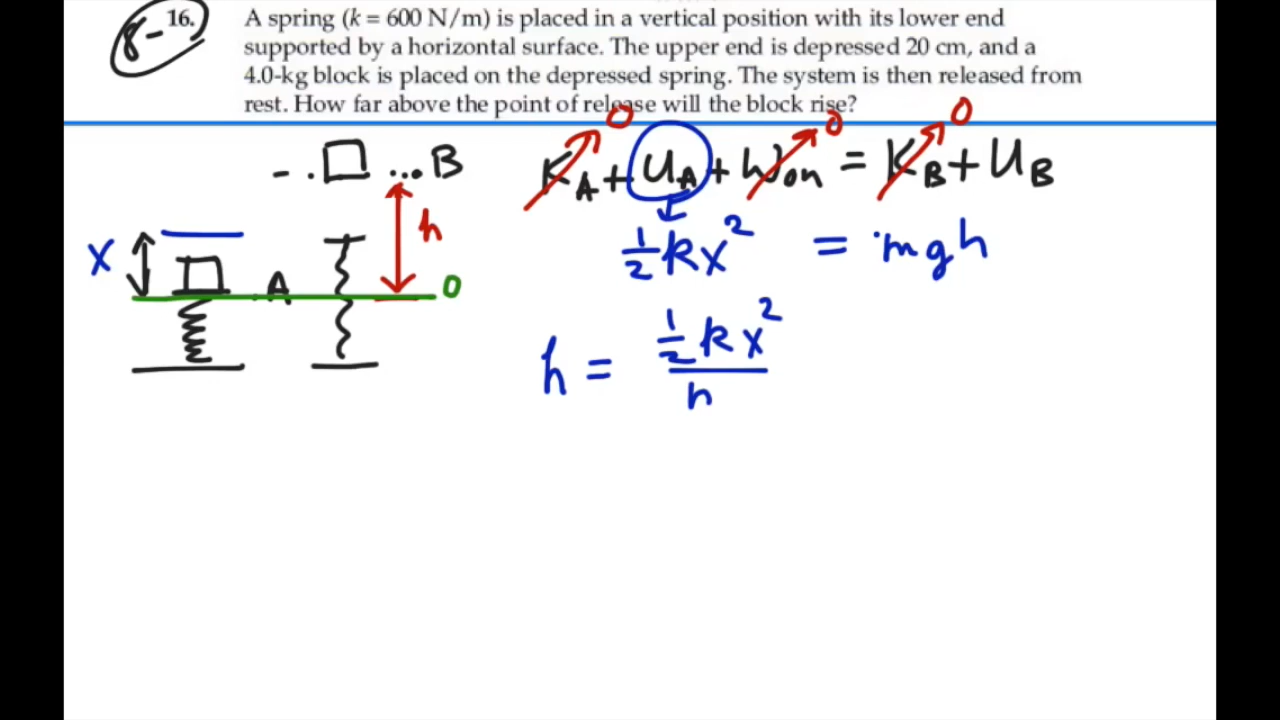 8-16. A spring (k = 600 N/m) is placed in a vertical position with its lower end
supported by a horizontal surface. The upper end is depressed 20 cm, and a
4.0-kg block is placed on the depressed spring. The system is then released from
rest. How far above the point of release will the block rise?
0 0 0
B K_A + U_A + W_on = K_B + U_B
h
X ½kx² = mgh
A 0
h = ½kx² / h